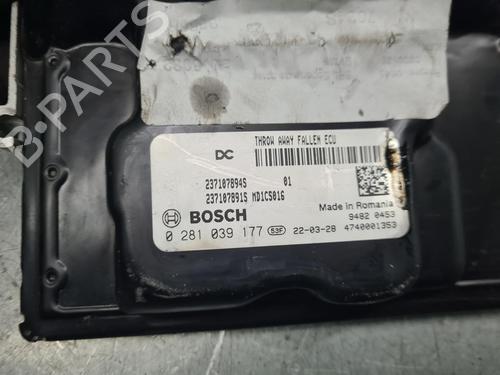 B-PARTS
THROW AWAY FALLEN ECU
DC
237107894S 01
237107891S MD1CS016
BOSCH
Made in Romania
9482 0453
0 281 039 177 53F 22-03-28 4740001353